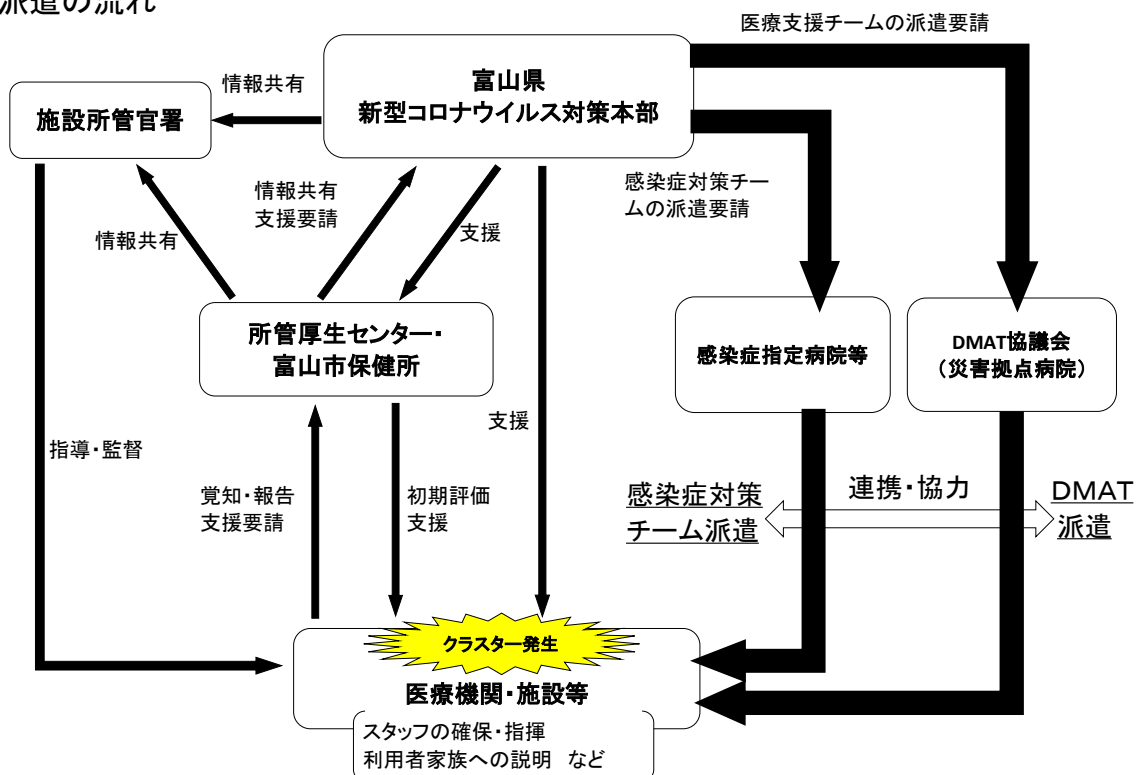 派遣の流れ
医療支援チームの派遣要請
富山県
新型コロナウイルス対策本部
情報共有
施設所管官署
感染症対策チー
ムの派遣要請
情報共有
支援要請
支援
情報共有
所管厚生センター・
富山市保健所
感染症指定病院等
DMAT協議会
（災害拠点病院）
支援
指導・監督
覚知・報告
支援要請
初期評価
支援
感染症対策
チーム派遣
連携・協力
DMAT
派遣
クラスター発生
医療機関・施設等
スタッフの確保・指揮
利用者家族への説明 など